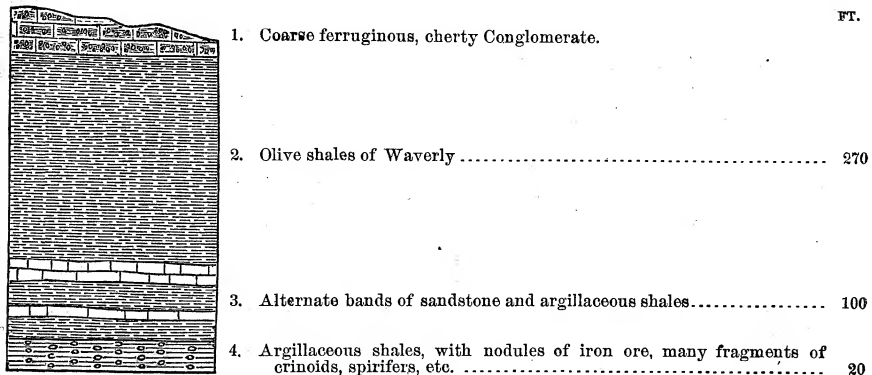 FT.
1. Coarse ferruginous, cherty Conglomerate.
2. Olive shales of Waverly ........................................ 270
3. Alternate bands of sandstone and argillaceous shales................ 100
4. Argillaceous shales, with nodules of iron ore, many fragments of
crinoids, spirifers, etc. ........................................ 20